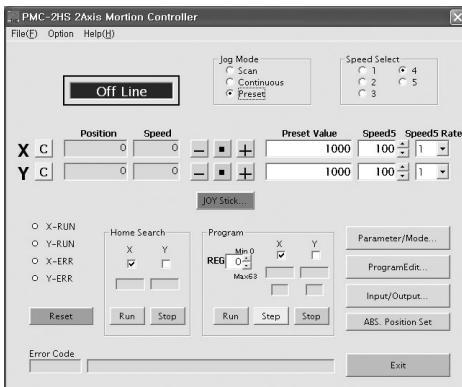 PMC-2HS 2Axis Mortion Controller
File(F) Option Help(H)
Jog Mode
Scan
Continuous
Preset
Speed Select
1 4
2 5
3
Off Line
Position Speed Preset Value Speed5 Speed5 Rate
X C 0 0 1000 100 1
Y C 0 0 1000 100 1
JOY Stick...
X-RUN
Y-RUN
X-ERR
Y-ERR
Reset
Home Search
X Y
Run Stop
Program
REG Min 0 0 Max63 X Y
Run Step Stop
Parameter/Mode...
ProgramEdit...
Input/Output...
ABS. Position Set
Error Code
Exit